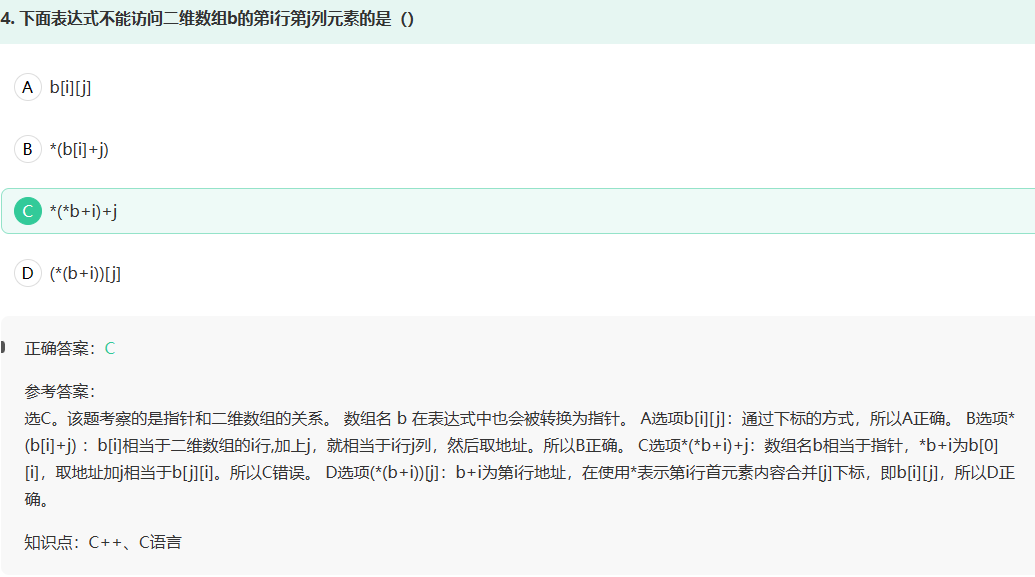 4. 下面表达式不能访问二维数组b的第i行第j列元素的是（）
A b[i][j]
B *(b[i]+j)
C *(*b+i)+j
D (*(b+i))[j]
正确答案：C
参考答案：
选C。该题考察的是指针和二维数组的关系。 数组名 b 在表达式中也会被转换为指针。 A选项b[i][j]：通过下标的方式，所以A正确。 B选项*
(b[i]+j)：b[i]相当于二维数组的i行,加上j，就相当于i行j列，然后取地址。所以B正确。 C选项*(*b+i)+j：数组名b相当于指针，*b+i为b[0]
[i]，取地址加j相当于b[j][i]。所以C错误。 D选项(*(b+i))[j]：b+i为第i行地址，在使用*表示第i行首元素内容合并[j]下标，即b[i][j]，所以D正
确。
知识点：C++、C语言